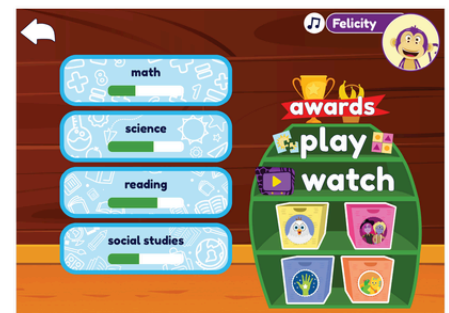 Felicity
math
science
reading
social studies
awards
play
watch